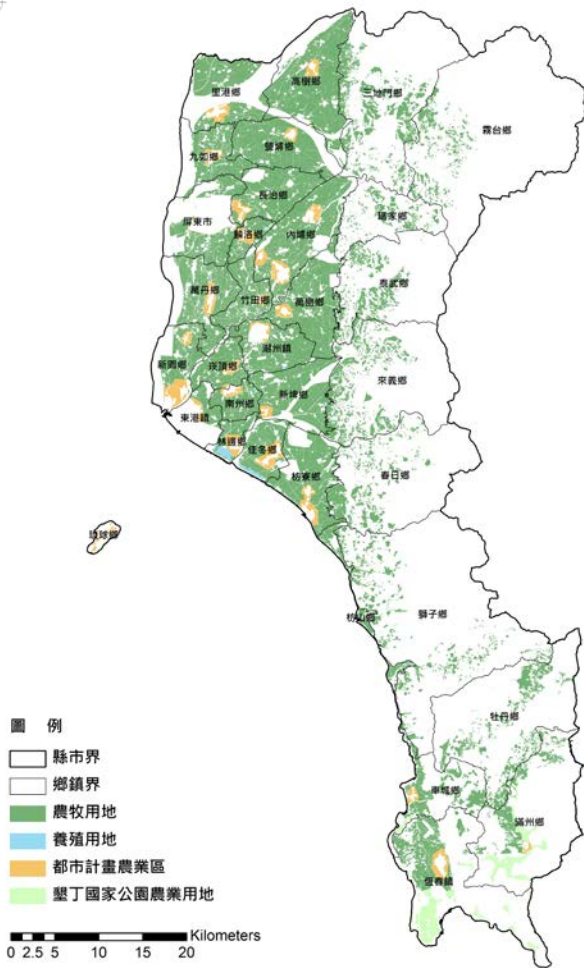 里港鄉
高樹鄉
三地門鄉
霧台鄉
九如鄉
鹽埔鄉
長治鄉
屏東市
麟洛鄉
內埔鄉
瑪家鄉
泰武鄉
萬丹鄉
竹田鄉
萬巒鄉
潮州鎮
新園鄉
崁頂鄉
來義鄉
東港鎮
南州鄉
新埤鄉
林邊鄉
佳冬鄉
枋寮鄉
春日鄉
琉球鄉
枋山鄉
獅子鄉
牡丹鄉
車城鄉
滿州鄉
恆春鎮
圖 例
縣市界
鄉鎮界
農牧用地
養殖用地
都市計畫農業區
墾丁國家公園農業用地
Kilometers
0 2.5 5 10 15 20